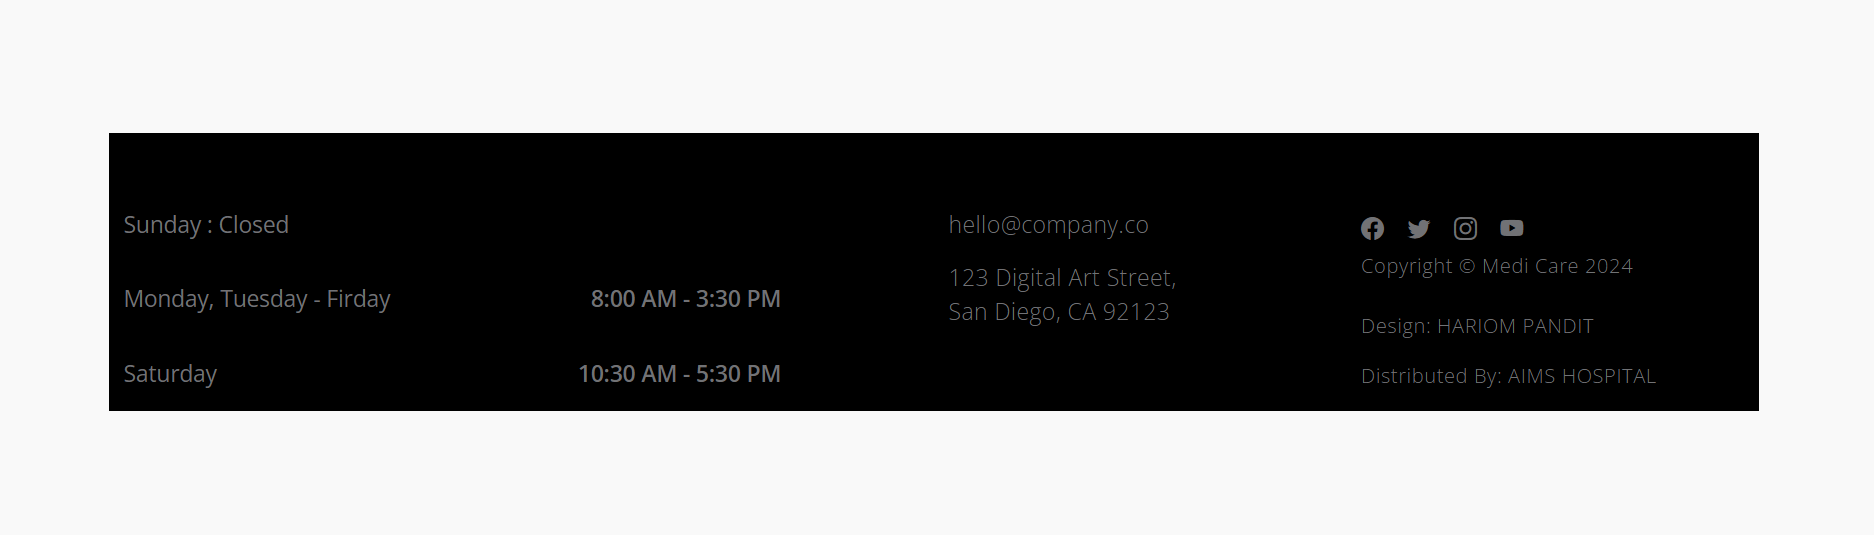 Sunday : Closed
Monday, Tuesday - Firday 8:00 AM - 3:30 PM
Saturday 10:30 AM - 5:30 PM
hello@company.co
123 Digital Art Street,
San Diego, CA 92123
Copyright © Medi Care 2024
Design: HARIOM PANDIT
Distributed By: AIMS HOSPITAL